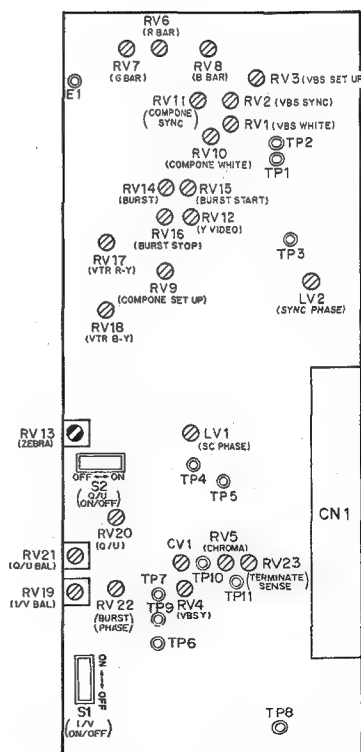 RV6
(R BAR)
RV7
(G BAR)
RV8
(B BAR)
E1
RV3 (VBS SET UP)
RV11
(COMPONE
SYNC)
RV2 (VBS SYNC)
RV1 (VBS WHITE)
RV10
(COMPONE WHITE)
TP2
TP1
RV14
(BURST)
RV15
(BURST START)
RV16
(BURST STOP)
RV12
(Y VIDEO)
RV17
(VTR R-Y)
TP3
RV9
(COMPONE SET UP)
LV2
(SYNC PHASE)
RV18
(VTR B-Y)
RV13
(ZEBRA)
LV1
(SC PHASE)
OFF ↔ ON
S2
(Q/U
ON/OFF)
TP4
TP5
CN1
RV20
(Q/U)
RV21
(Q/U BAL)
CV1
RV5
(CHROMA)
RV23
(TERMINATE
SENSE)
TP10
TP11
RV19
(I/V BAL)
RV22
(BURST
PHASE)
TP7
TP9
RV4
(VBSY)
TP6
ON ↔ OFF
S1
(I/V
ON/OFF)
TP8